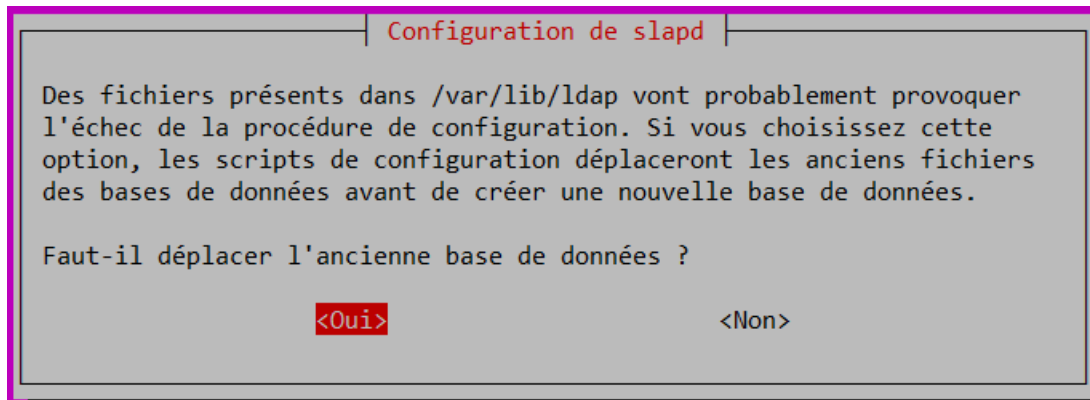 Configuration de slapd
Des fichiers présents dans /var/lib/ldap vont probablement provoquer
l'échec de la procédure de configuration. Si vous choisissez cette
option, les scripts de configuration déplaceront les anciens fichiers
des bases de données avant de créer une nouvelle base de données.
Faut-il déplacer l'ancienne base de données ?
<Oui> <Non>